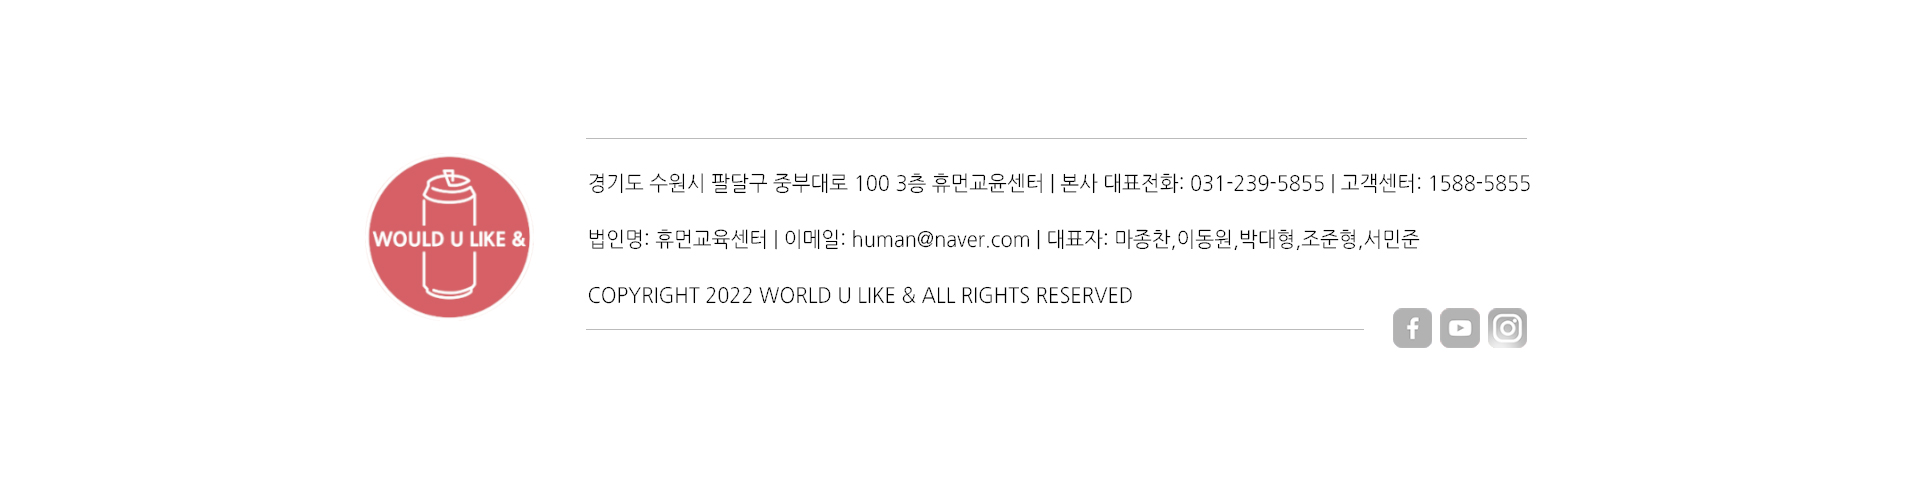 WOULD U LIKE &
경기도 수원시 팔달구 중부대로 100 3층 휴먼교윤센터 | 본사 대표전화: 031-239-5855 | 고객센터: 1588-5855
법인명: 휴먼교육센터 | 이메일: human@naver.com | 대표자: 마종찬,이동원,박대형,조준형,서민준
COPYRIGHT 2022 WORLD U LIKE & ALL RIGHTS RESERVED